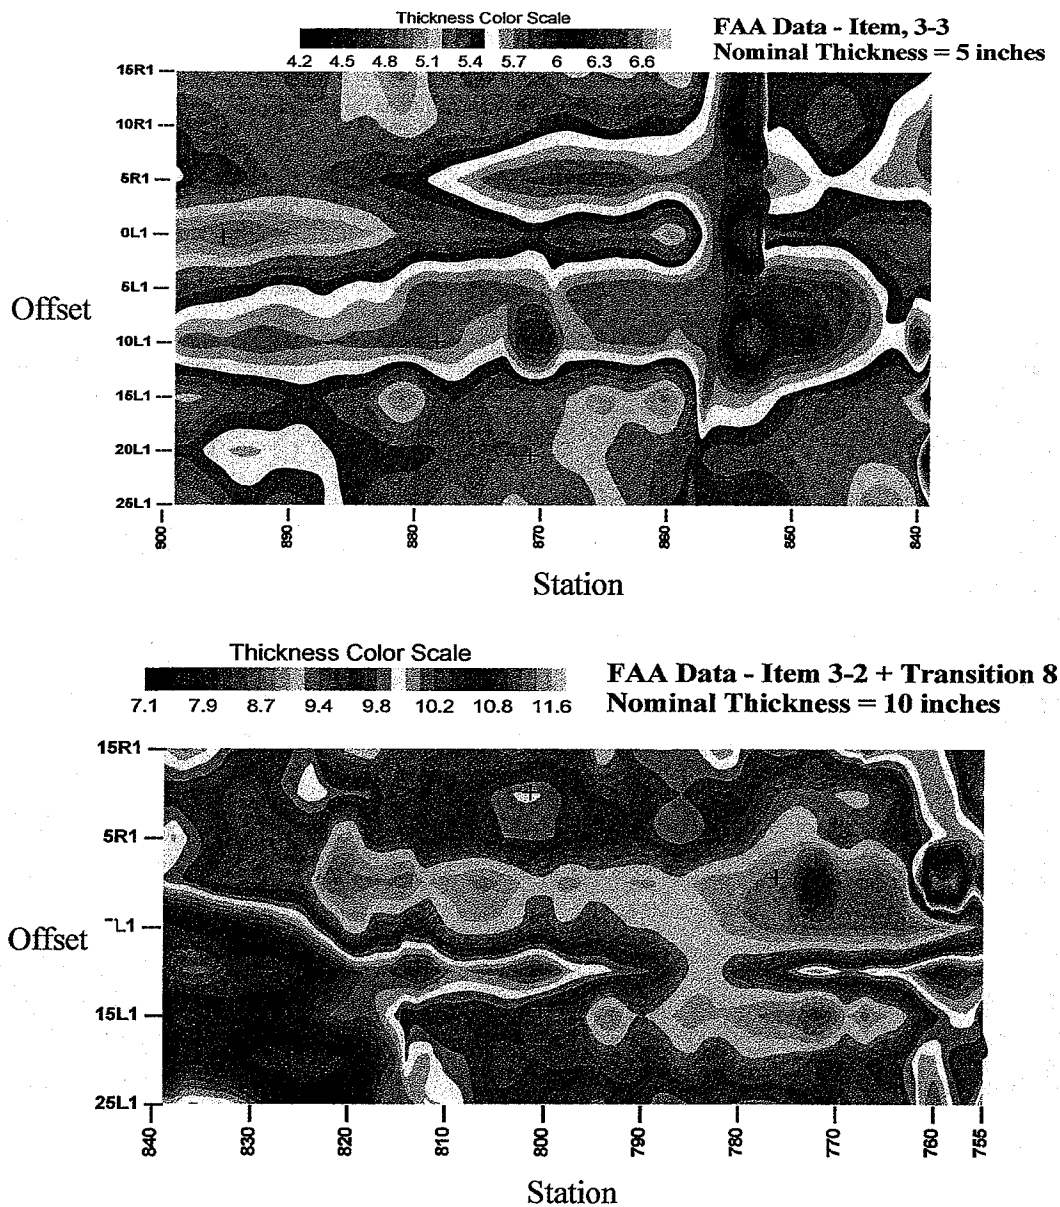 Thickness Color Scale
FAA Data - Item, 3-3
Nominal Thickness = 5 inches
4.2 4.5 4.8 5.1 5.4 5.7 6 6.3 6.6
15R1
10R1
5R1
0L1
5L1
10L1
15L1
20L1
25L1
Offset
900 890 880 870 860 850 840
Station
Thickness Color Scale
FAA Data - Item 3-2 + Transition 8
Nominal Thickness = 10 inches
7.1 7.9 8.7 9.4 9.8 10.2 10.8 11.6
15R1
5R1
L1
15L1
25L1
Offset
840 830 820 810 800 790 780 770 760 755
Station